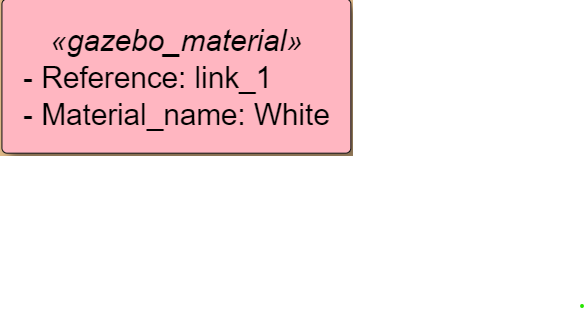 «gazebo_material»
- Reference: link_1
- Material_name: White